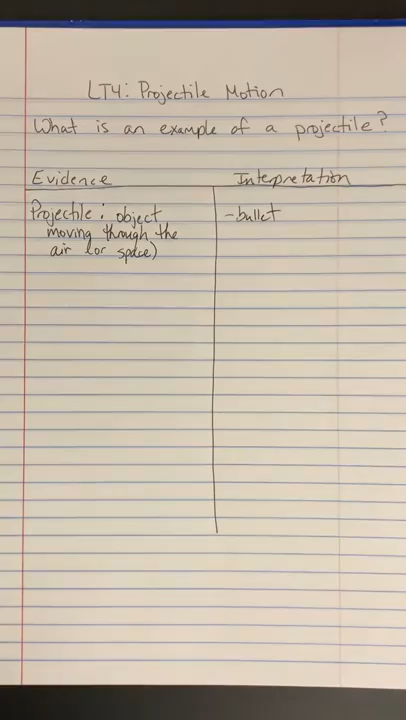 LT4: Projectile Motion
What is an example of a projectile?
Evidence
Interpretation
Projectile: object
moving through the
air (or space)
-bullet